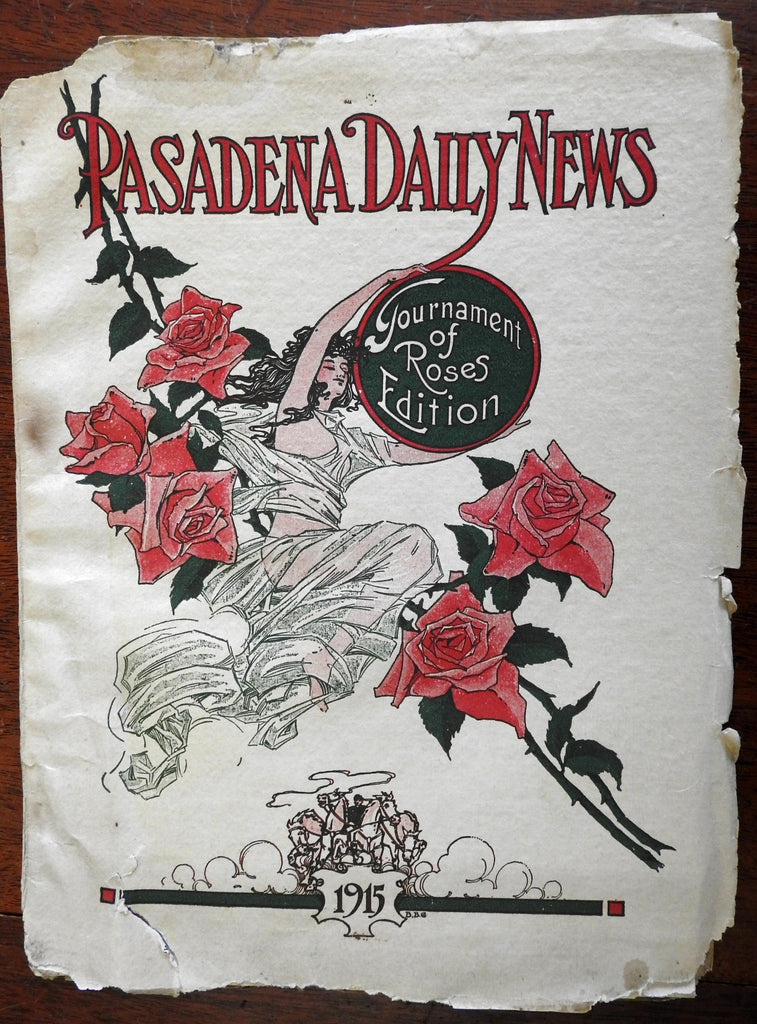 PASADENA DAILY NEWS
Tournament
of
Roses
Edition
1915
B.B.G